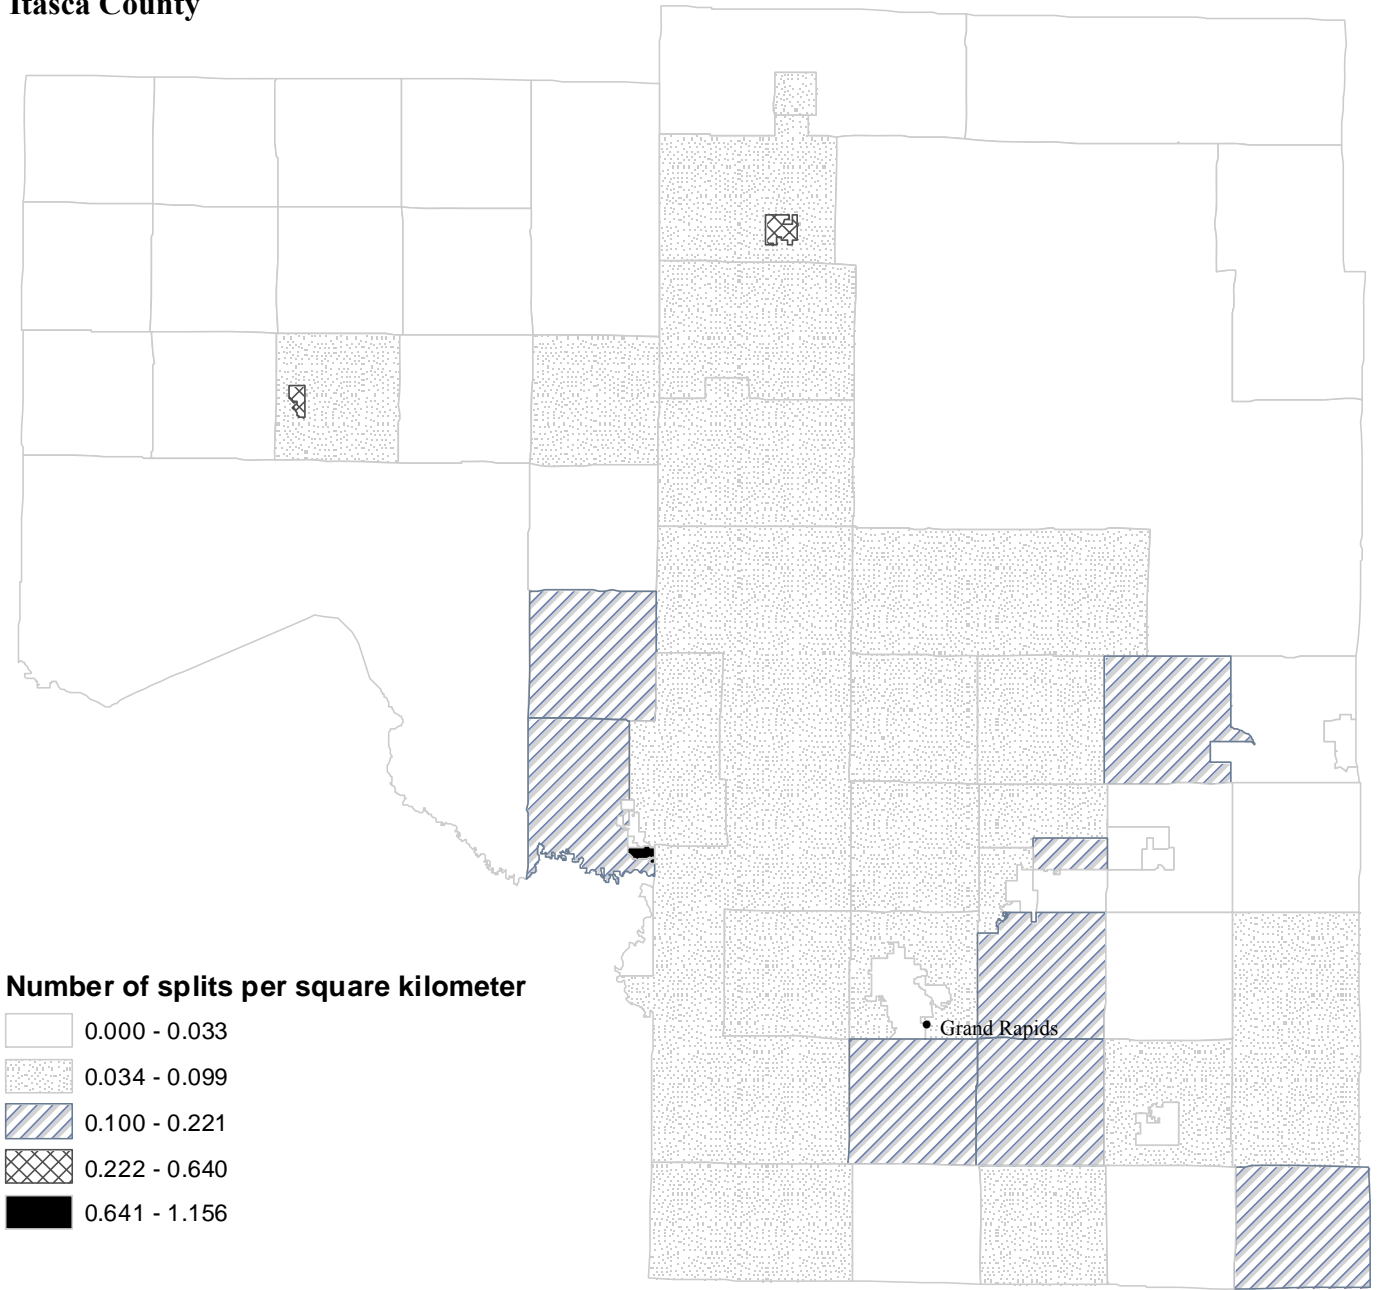 Itasca County
Grand Rapids
Number of splits per square kilometer
0.000 - 0.033
0.034 - 0.099
0.100 - 0.221
0.222 - 0.640
0.641 - 1.156